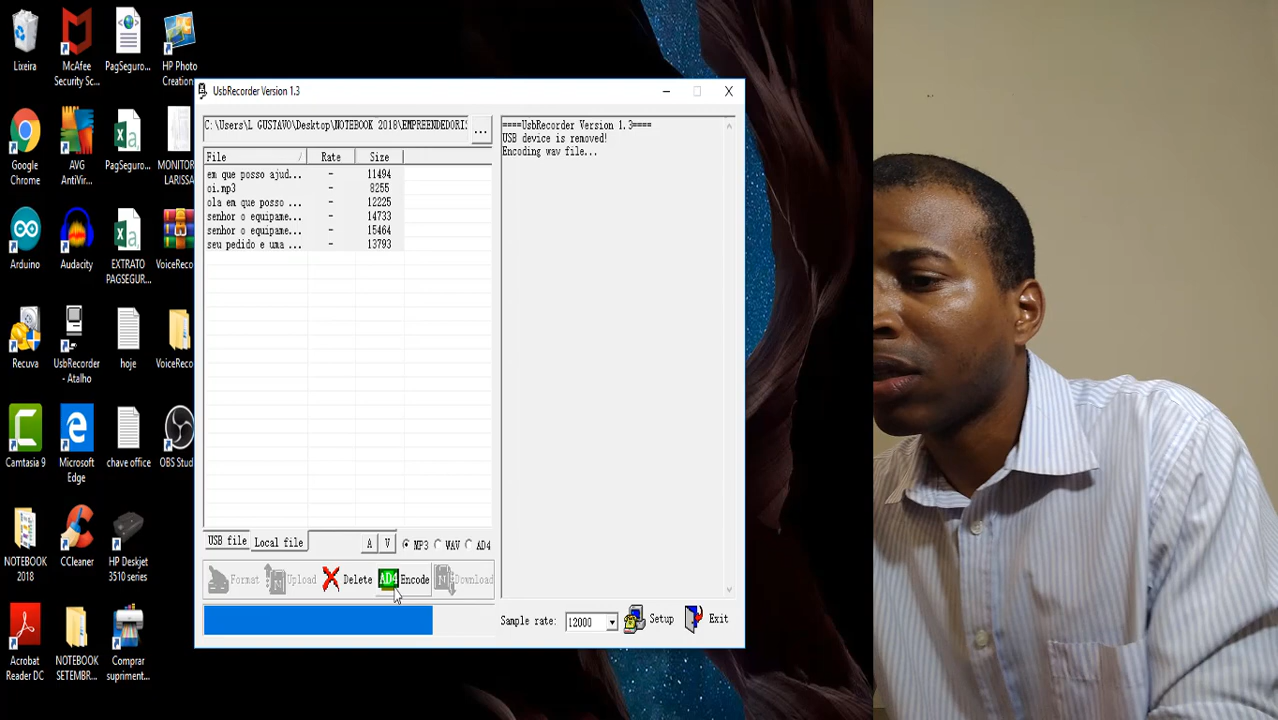 Lixeira
McAfee
Security Sc...
PagSeguro...
HP Photo
Creation
Google
Chrome
AVG
AntiVir...
PagSeguro...
MONITOR
LARISSA
Arduino
Audacity
EXTRATO
PAGSEGUR...
VoiceReco
Recuva
UsbRecorder
- Atalho
hoje
VoiceReco
Camtasia 9
Microsoft
Edge
chave office
OBS Studi
NOTEBOOK
2018
CCleaner
HP Deskjet
3510 series
Acrobat
Reader DC
NOTEBOOK
SETEMBR...
Comprar
supriment...
UsbRecorder Version 1.3
C:\Users\L GUSTAVO\Desktop\NOTEBOOK 2018\EMPREENDEDORIS
...
File / Rate Size
em que posso ajud... - 11494
oi.mp3 - 8255
ola em que posso ... - 12225
senhor o equipame... - 14733
senhor o equipame... - 15464
seu pedido e uma ... - 13793
USB file Local file A V MP3 WAV AD4
Format Upload Delete AD4 Encode Download
====UsbRecorder Version 1.3====
USB device is removed!
Encoding wav file...
Sample rate: 12000 Setup Exit